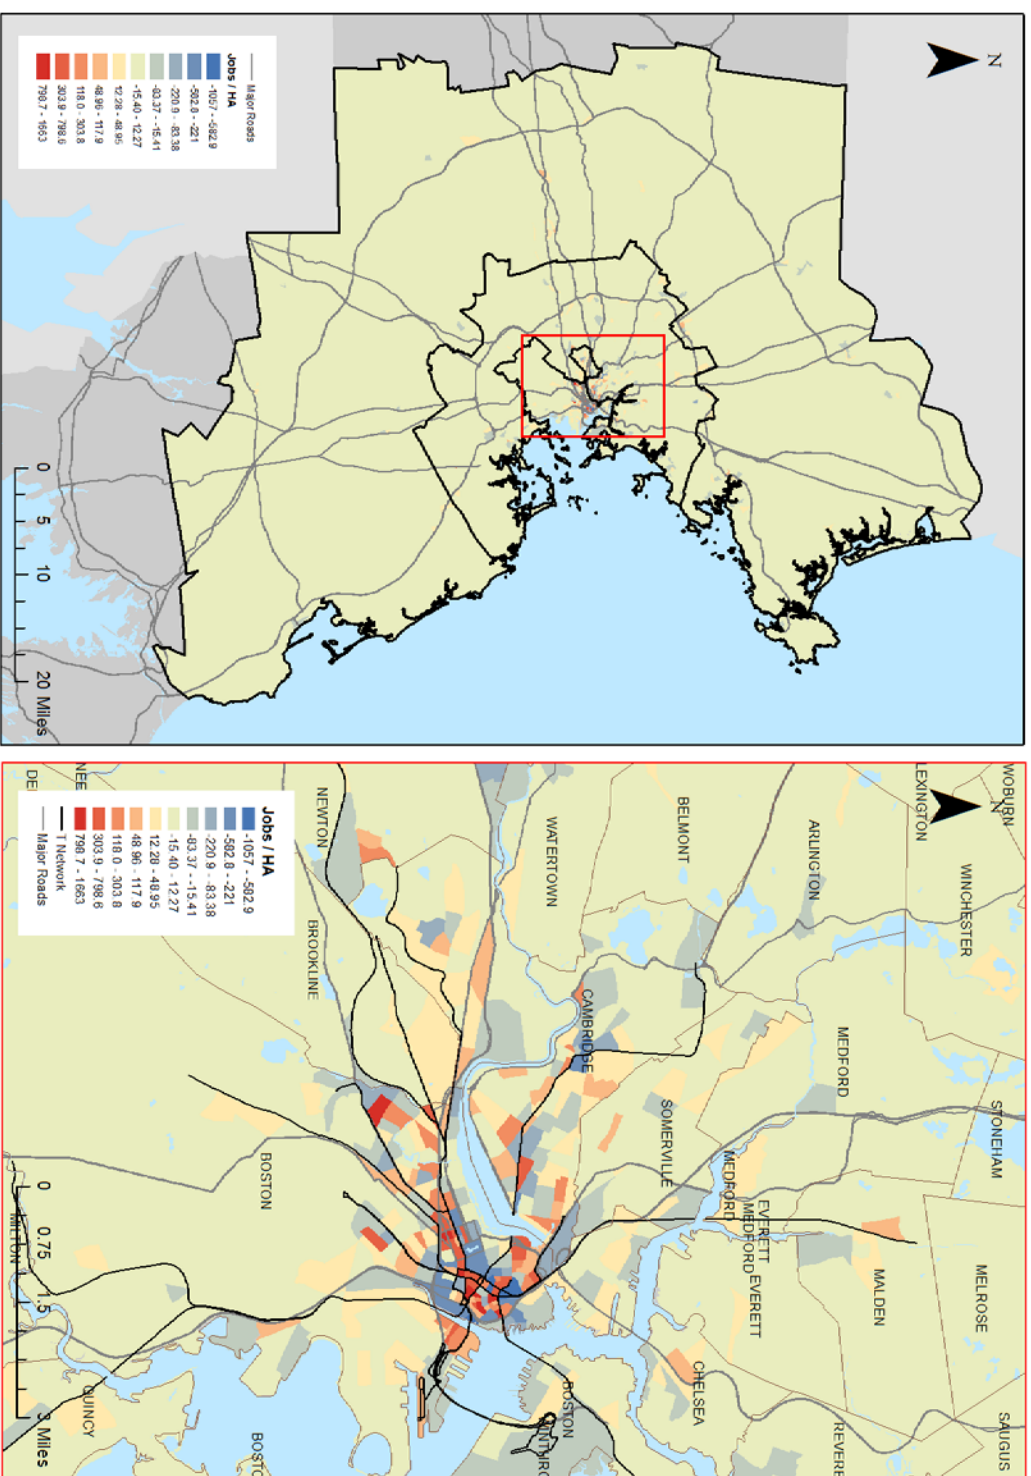 N
Major Roads
Jobs / HA
-1057 - -582.9
-582.8 - -221
-220.9 - -83.38
-83.37 - -15.41
-15.40 - 12.27
12.28 - 48.95
48.96 - 117.9
118.0 - 303.8
303.9 - 798.6
798.7 - 1663
0 5 10 20 Miles
N
WOBURN
LEXINGTON
WINCHESTER
STONEHAM
MELROSE
SAUGUS
ARLINGTON
MEDFORD
MALDEN
REVERE
BELMONT
SOMERVILLE
MEDFORD
EVERETT
MEDFORD
EVERETT
CHELSEA
WATERTOWN
CAMBRIDGE
BOSTON
WINTHRO
NEWTON
BROOKLINE
BOSTON
BOSTO
NEE
DE
MILTON
QUINCY
Jobs / HA
-1057 - -582.9
-582.8 - -221
-220.9 - -83.38
-83.37 - -15.41
-15.40 - 12.27
12.28 - 48.95
48.96 - 117.9
118.0 - 303.8
303.9 - 798.6
798.7 - 1663
T Network
Major Roads
0 0.75 1.5 3 Miles